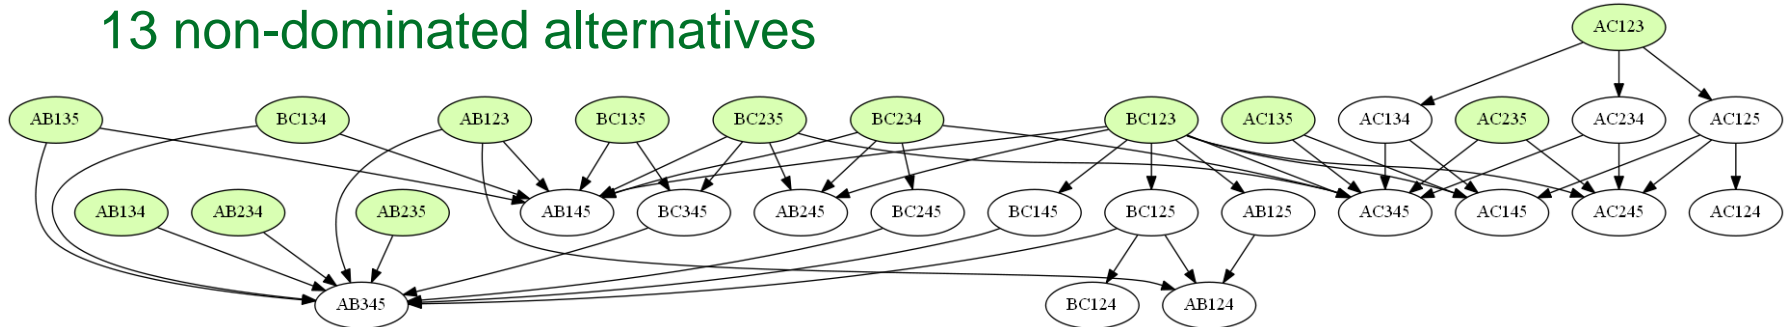 13 non-dominated alternatives
AC123
AB135 BC134 AB123 BC135 BC235 BC234 BC123 AC135 AC134 AC235 AC234 AC125
AB134 AB234 AB235 AB145 BC345 AB245 BC245 BC145 BC125 AB125 AC345 AC145 AC245 AC124
AB345 BC124 AB124